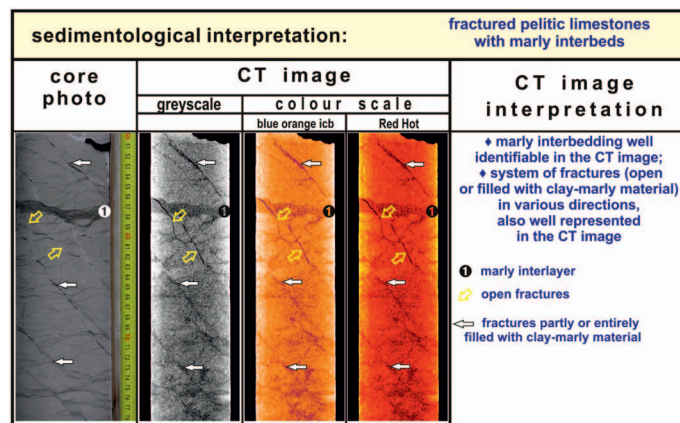 sedimentological interpretation:
fractured pelitic limestones
with marly interbeds
core
photo
CT image
greyscale
colour scale
blue orange icb
Red Hot
CT image
interpretation
1
1
1
1
♦ marly interbedding well
identifiable in the CT image;
♦ system of fractures (open
or filled with clay-marly material)
in various directions,
also well represented
in the CT image
1 marly interlayer
open fractures
fractures partly or entirely
filled with clay-marly material